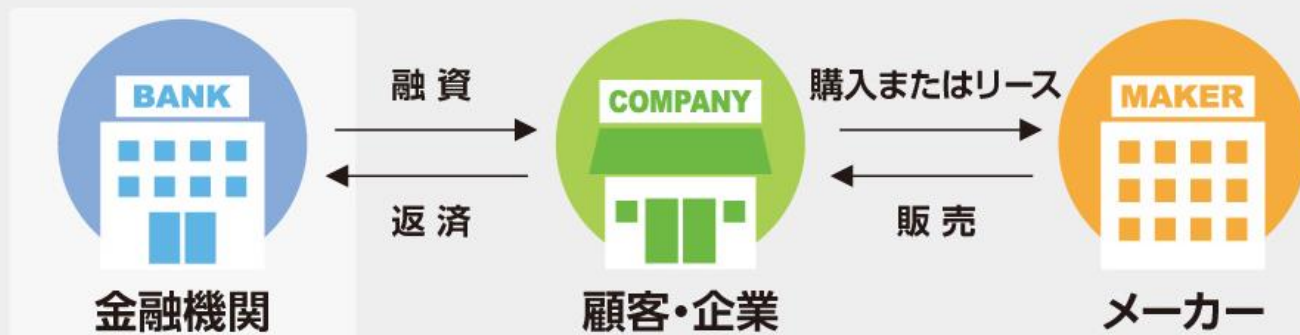 BANK
融資
返済
金融機関
COMPANY
顧客・企業
購入またはリース
販売
MAKER
メーカー